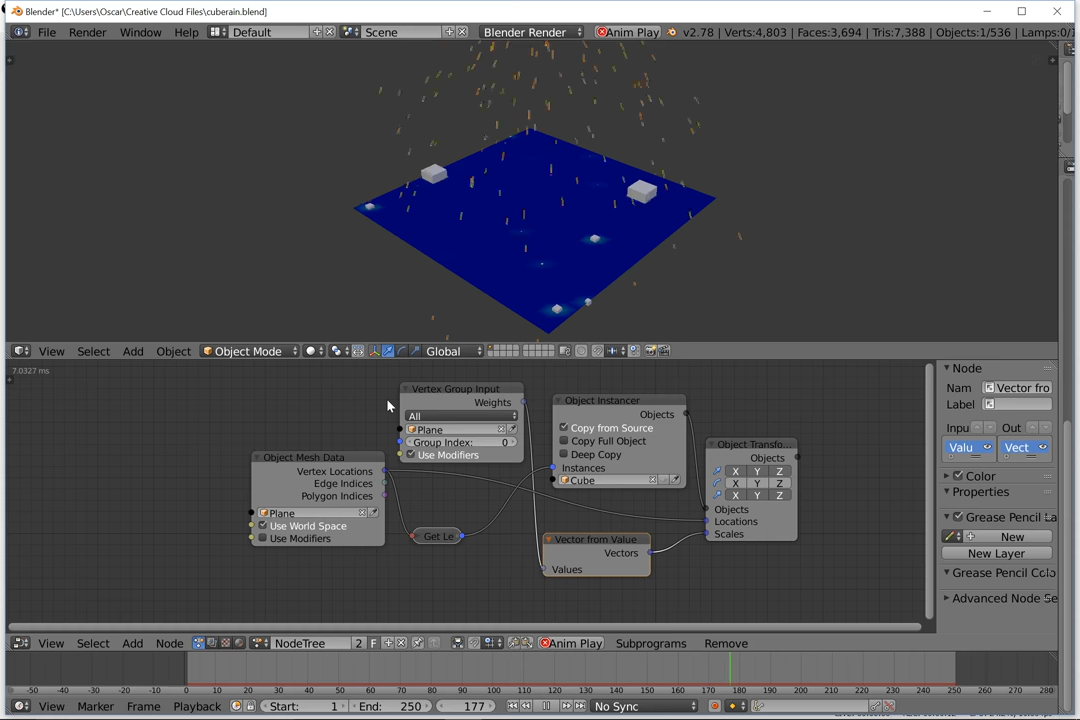 Blender* [C:\Users\Oscar\Creative Cloud Files\cuberain.blend]
File Render Window Help Default Scene Blender Render Anim Play v2.78 | Verts:4,803 | Faces:3,694 | Tris:7,388 | Objects:1/536 | Lamps:0/
View Select Add Object Object Mode Global
7.0327 ms
Vertex Group Input
Weights
All
Plane
Group Index: 0
Use Modifiers
Object Mesh Data
Vertex Locations
Edge Indices
Polygon Indices
Plane
Use World Space
Use Modifiers
Get Le
Object Instancer
Objects
Copy from Source
Copy Full Object
Deep Copy
Instances
Cube
Vector from Value
Vectors
Values
Object Transfo...
Objects
X Y Z
X Y Z
X Y Z
Objects
Locations
Scales
Node
Nam Vector fro
Label
Inpu Out
Valu Vect
Color
Properties
Grease Pencil La
New
New Layer
Grease Pencil Colo
Advanced Node Se
View Select Add Node NodeTree 2 F Anim Play Subprograms Remove
-50 -40 -30 -20 -10 0 10 20 30 40 50 60 70 80 90 100 110 120 130 140 150 160 170 180 190 200 210 220 230 240 250 260 270 280
View Marker Frame Playback Start: 1 End: 250 177 No Sync